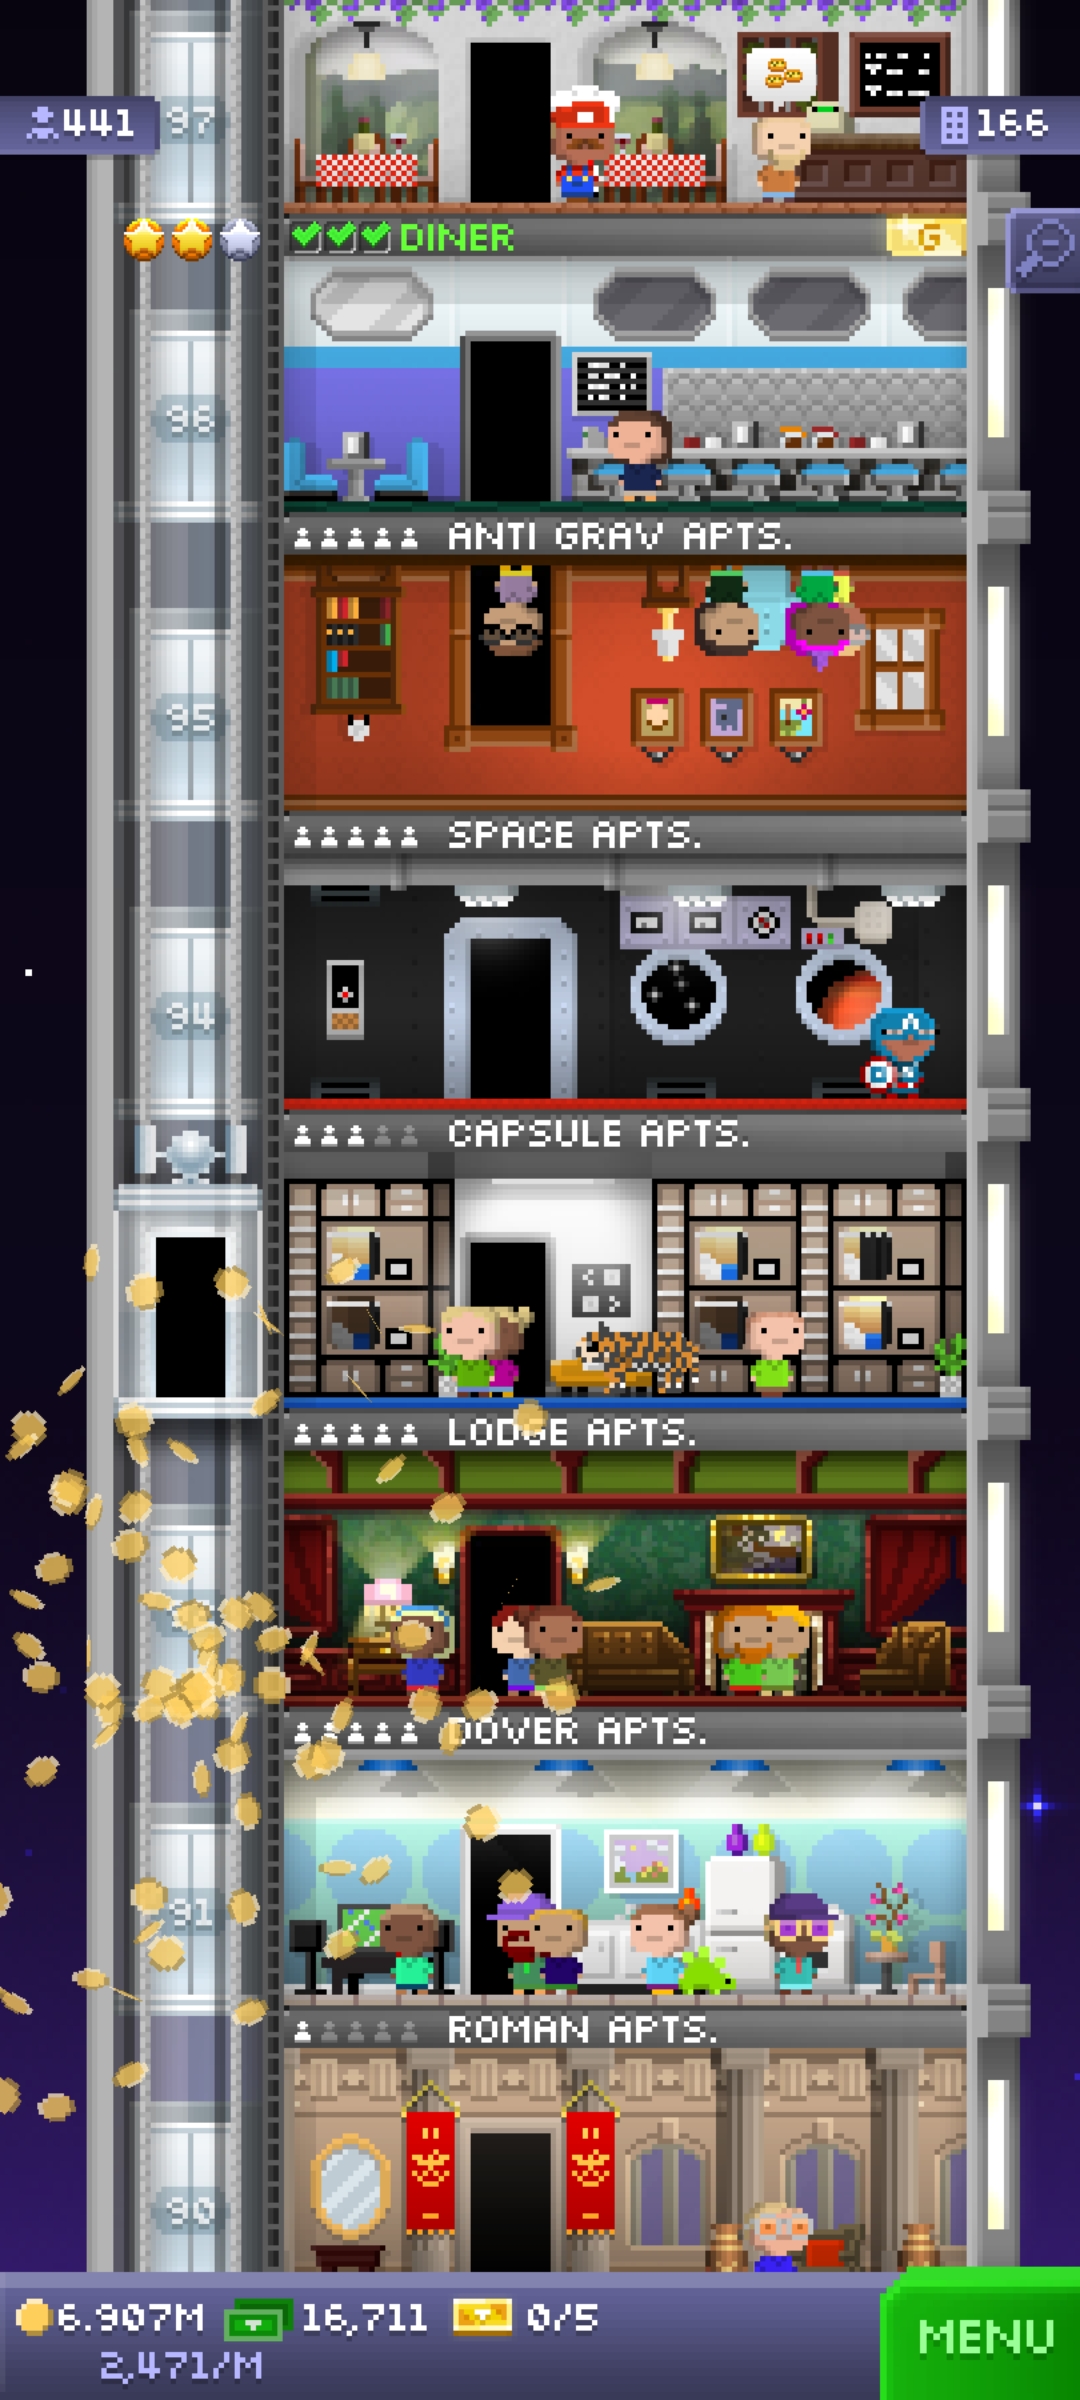 97
441
166
DINER
G
96
ANTI GRAV APTS.
95
SPACE APTS.
94
CAPSULE APTS.
LODGE APTS.
DOVER APTS.
91
ROMAN APTS.
90
6.907M
16,711
0/5
2,471/M
MENU